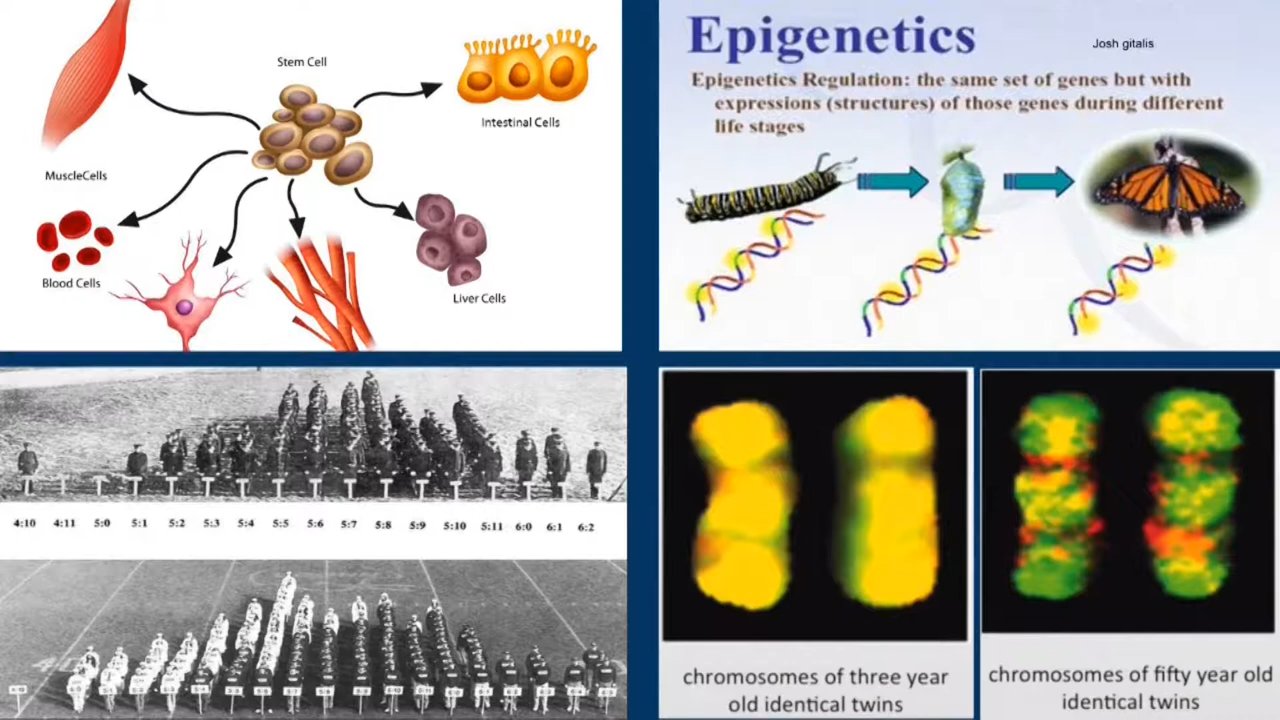 Stem Cell
Intestinal Cells
MuscleCells
Blood Cells
Liver Cells
Epigenetics
Josh gitalis
Epigenetics Regulation: the same set of genes but with
expressions (structures) of those genes during different
life stages
4:10 4:11 5:0 5:1 5:2 5:3 5:4 5:5 5:6 5:7 5:8 5:9 5:10 5:11 6:0 6:1 6:2
chromosomes of three year
old identical twins
chromosomes of fifty year old
identical twins